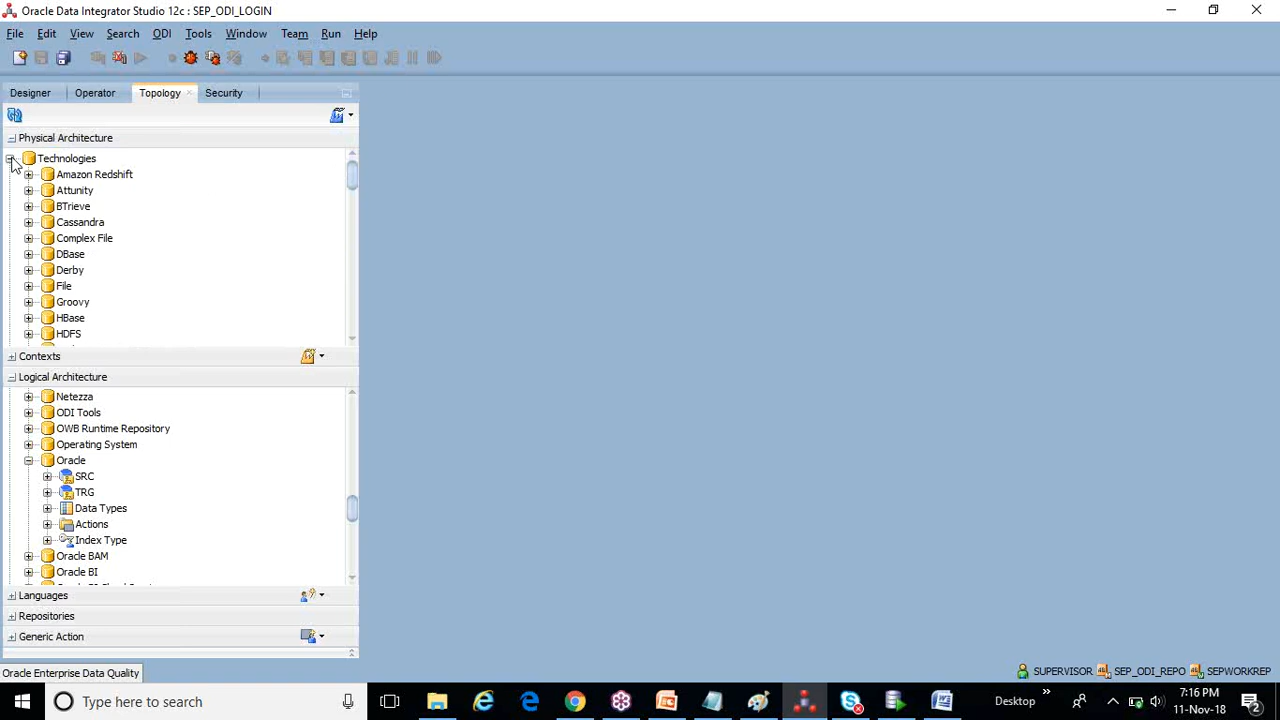 Oracle Data Integrator Studio 12c : SEP_ODI_LOGIN
File Edit View Search ODI Tools Window Team Run Help
Designer Operator Topology Security
Physical Architecture
Technologies
Amazon Redshift
Attunity
BTrieve
Cassandra
Complex File
DBase
Derby
File
Groovy
HBase
HDFS
Contexts
Logical Architecture
Netezza
ODI Tools
OWB Runtime Repository
Operating System
Oracle
SRC
TRG
Data Types
Actions
Index Type
Oracle BAM
Oracle BI
Languages
Repositories
Generic Action
Oracle Enterprise Data Quality
SUPERVISOR SEP_ODI_REPO SEPWORKREP
Type here to search
Desktop
7:16 PM
11-Nov-18
2